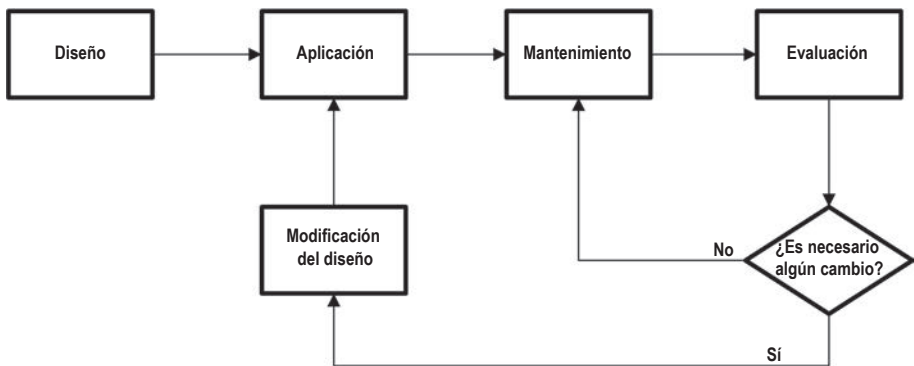 Diseño
Aplicación
Mantenimiento
Evaluación
Modificación
del diseño
No
¿Es necesario
algún cambio?
Sí